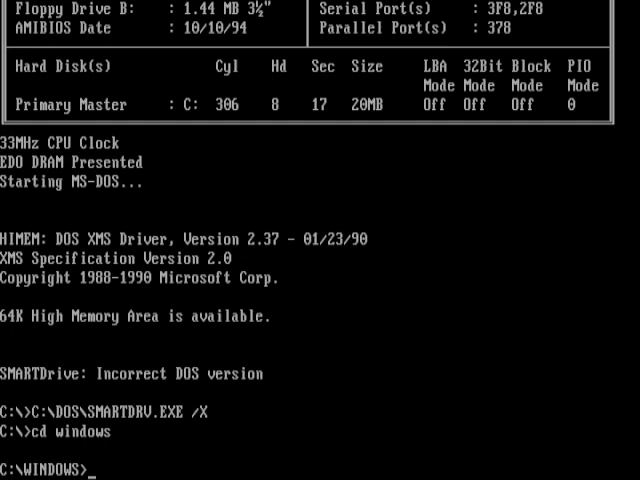 Floppy Drive B: : 1.44 MB 3½" Serial Port(s) : 3F8,2F8
AMIBIOS Date : 10/10/94 Parallel Port(s) : 378
Hard Disk(s) Cyl Hd Sec Size LBA 32Bit Block PIO
Mode Mode Mode Mode
Primary Master : C: 306 8 17 20MB Off Off Off 0
33MHz CPU Clock
EDO DRAM Presented
Starting MS-DOS...
HIMEM: DOS XMS Driver, Version 2.37 - 01/23/90
XMS Specification Version 2.0
Copyright 1988-1990 Microsoft Corp.
64K High Memory Area is available.
SMARTDrive: Incorrect DOS version
C:\>C:\DOS\SMARTDRV.EXE /X
C:\>cd windows
C:\WINDOWS>_